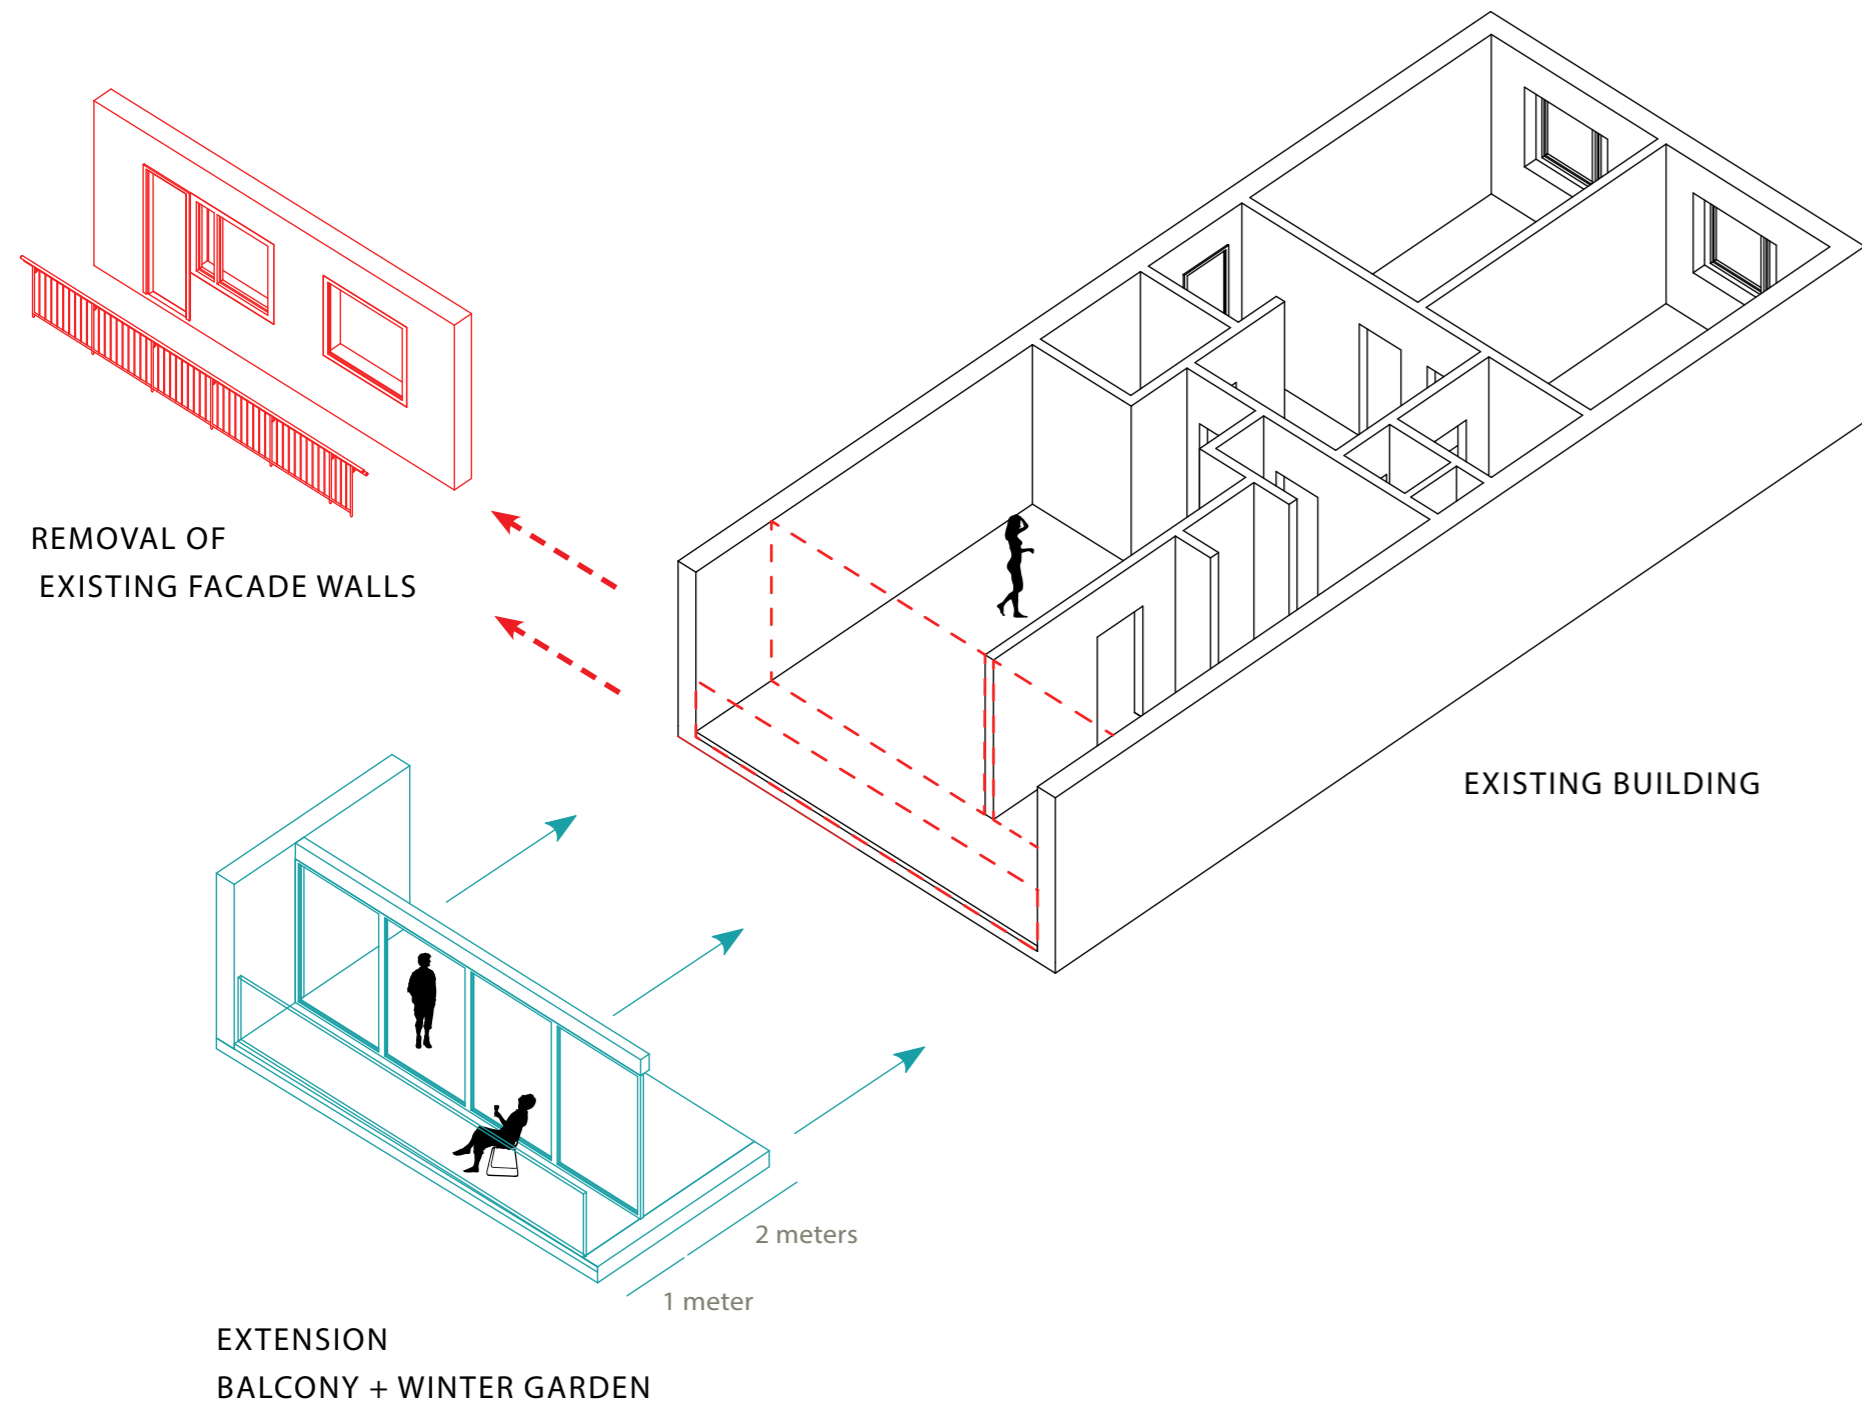 REMOVAL OF
EXISTING FACADE WALLS
EXISTING BUILDING
2 meters
1 meter
EXTENSION
BALCONY + WINTER GARDEN